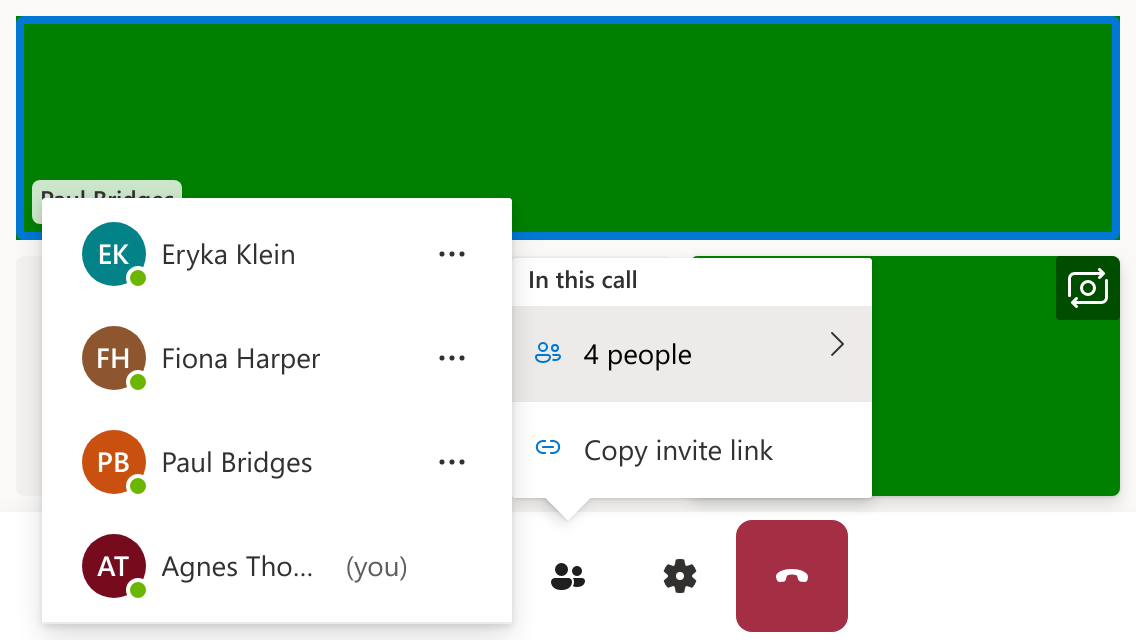 Paul Bridges
EK Eryka Klein
FH Fiona Harper
PB Paul Bridges
AT Agnes Tho... (you)
In this call
4 people
Copy invite link